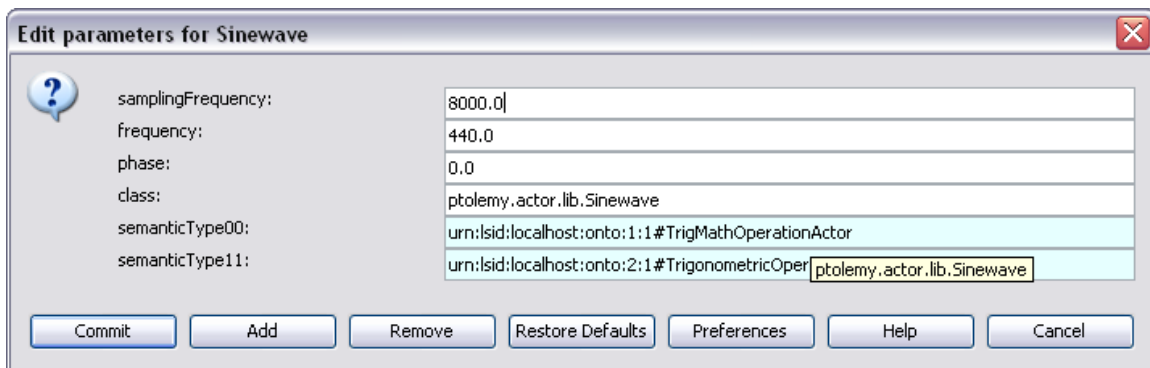 Edit parameters for Sinewave
samplingFrequency: 8000.0
frequency: 440.0
phase: 0.0
class: ptolemy.actor.lib.Sinewave
semanticType00: urn:lsid:localhost:onto:1:1#TrigMathOperationActor
semanticType11: urn:lsid:localhost:onto:2:1#TrigonometricOper
ptolemy.actor.lib.Sinewave
Commit Add Remove Restore Defaults Preferences Help Cancel